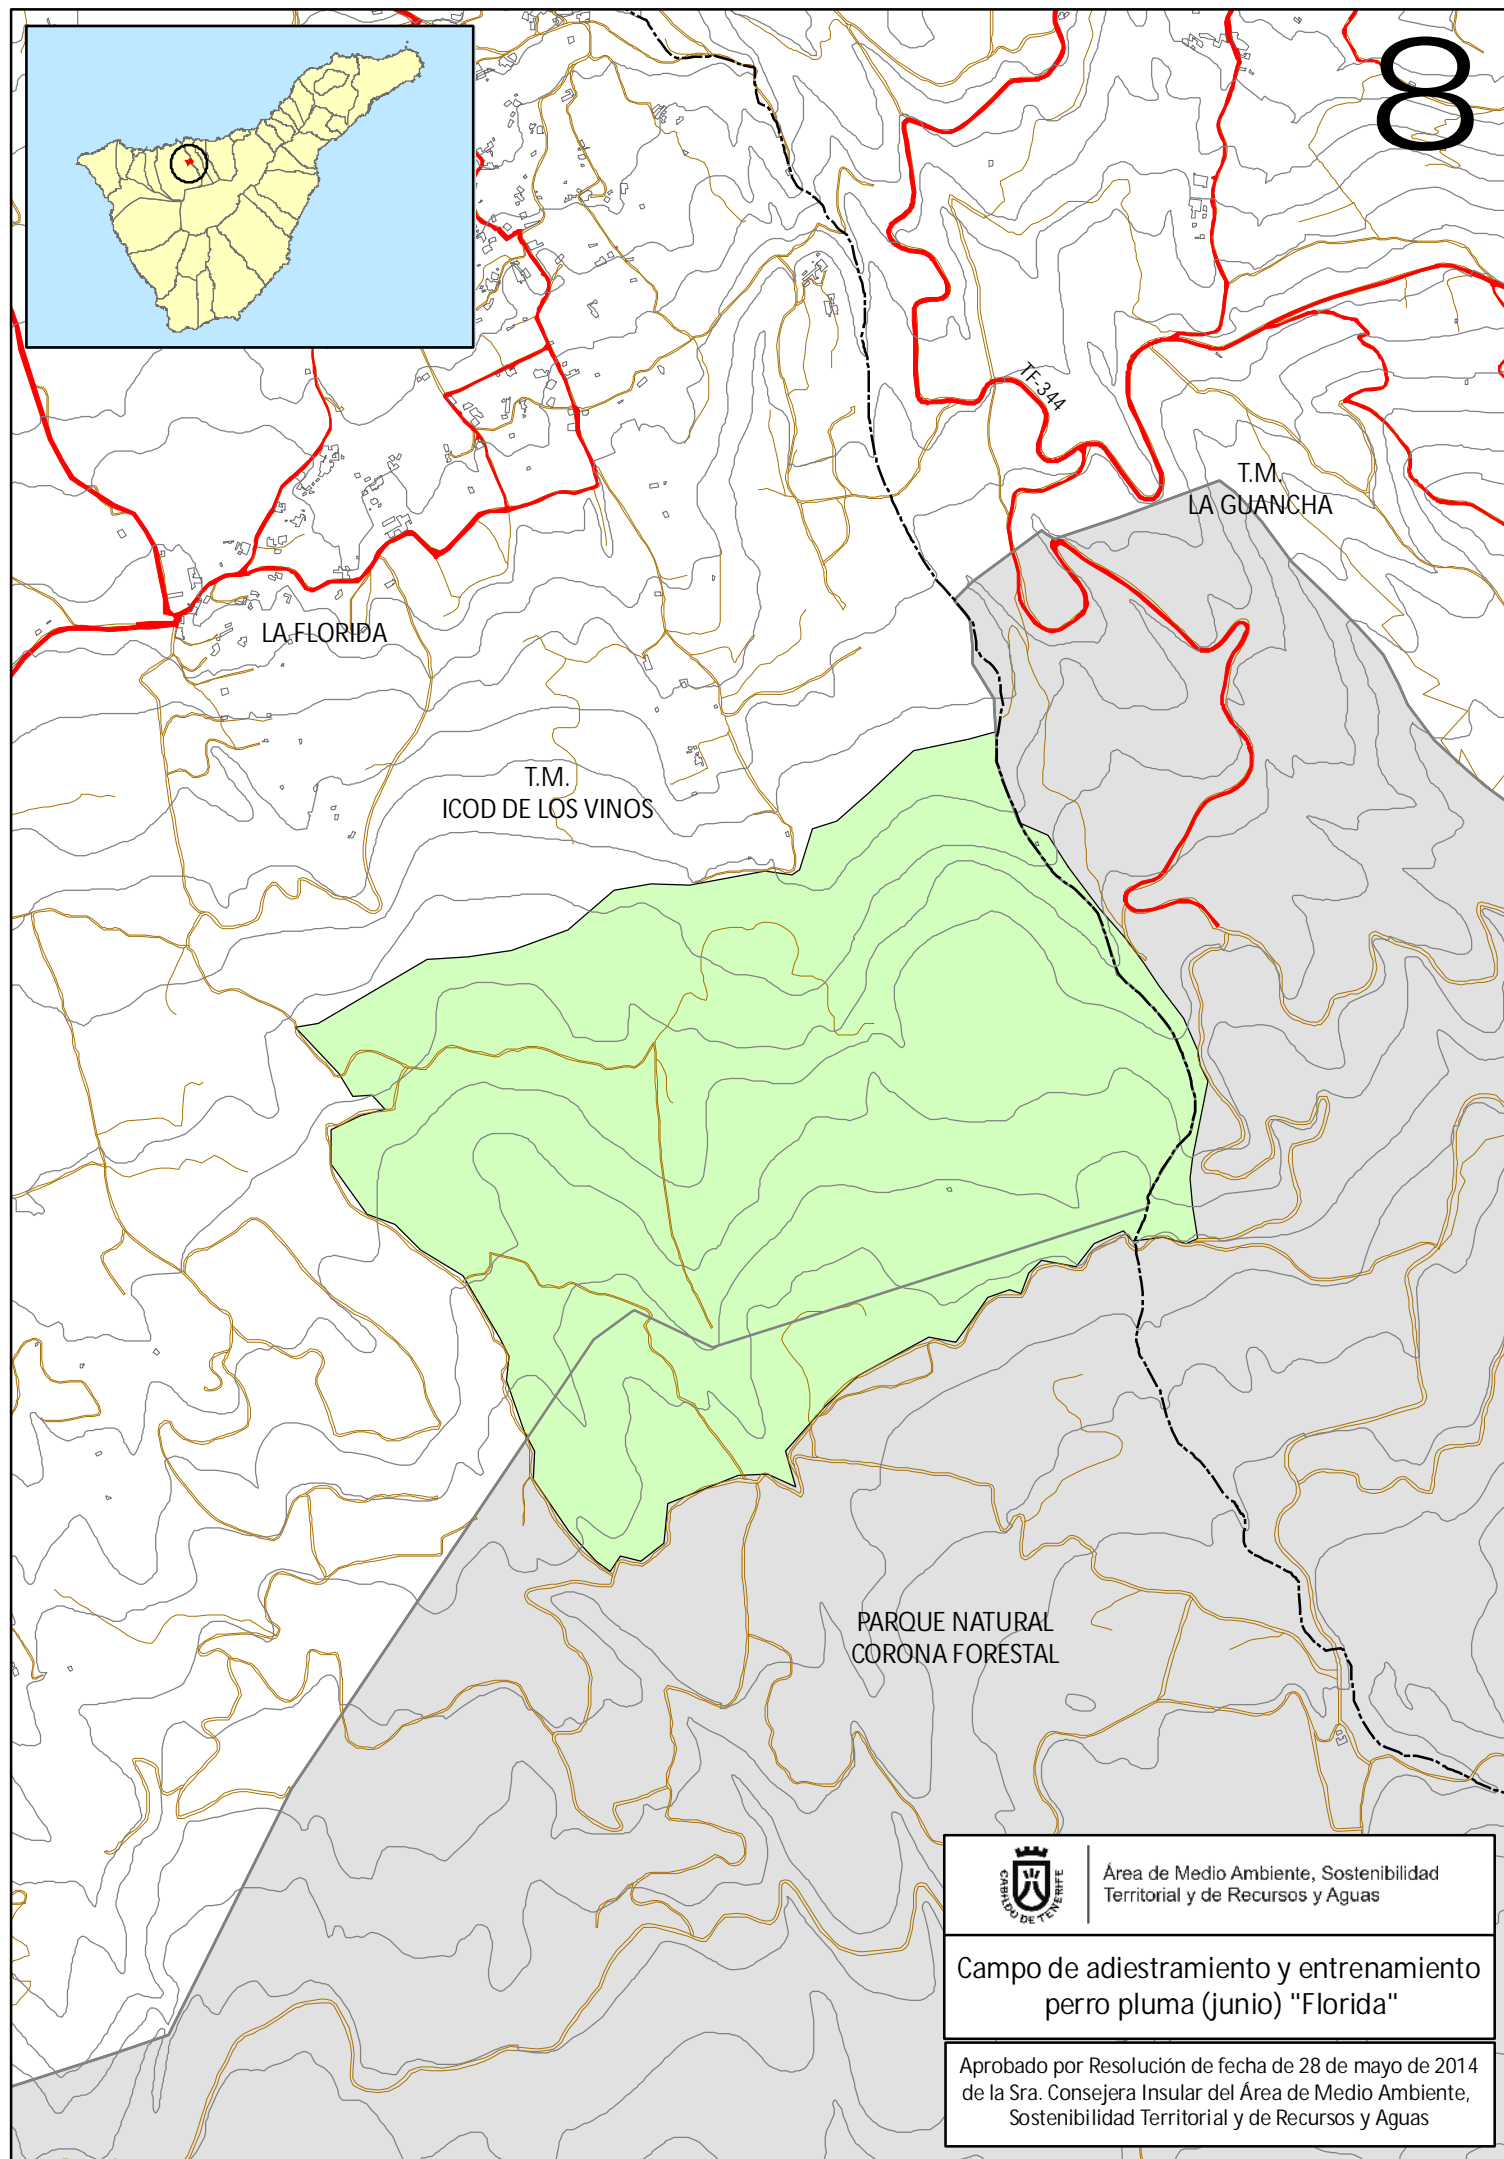 8
TF-344
T.M.
LA GUANCHA
LA FLORIDA
T.M.
ICOD DE LOS VINOS
PARQUE NATURAL
CORONA FORESTAL
CABILDO DE TENERIFE
Área de Medio Ambiente, Sostenibilidad
Territorial y de Recursos y Aguas
Campo de adiestramiento y entrenamiento
perro pluma (junio) "Florida"
Aprobado por Resolución de fecha de 28 de mayo de 2014
de la Sra. Consejera Insular del Área de Medio Ambiente,
Sostenibilidad Territorial y de Recursos y Aguas